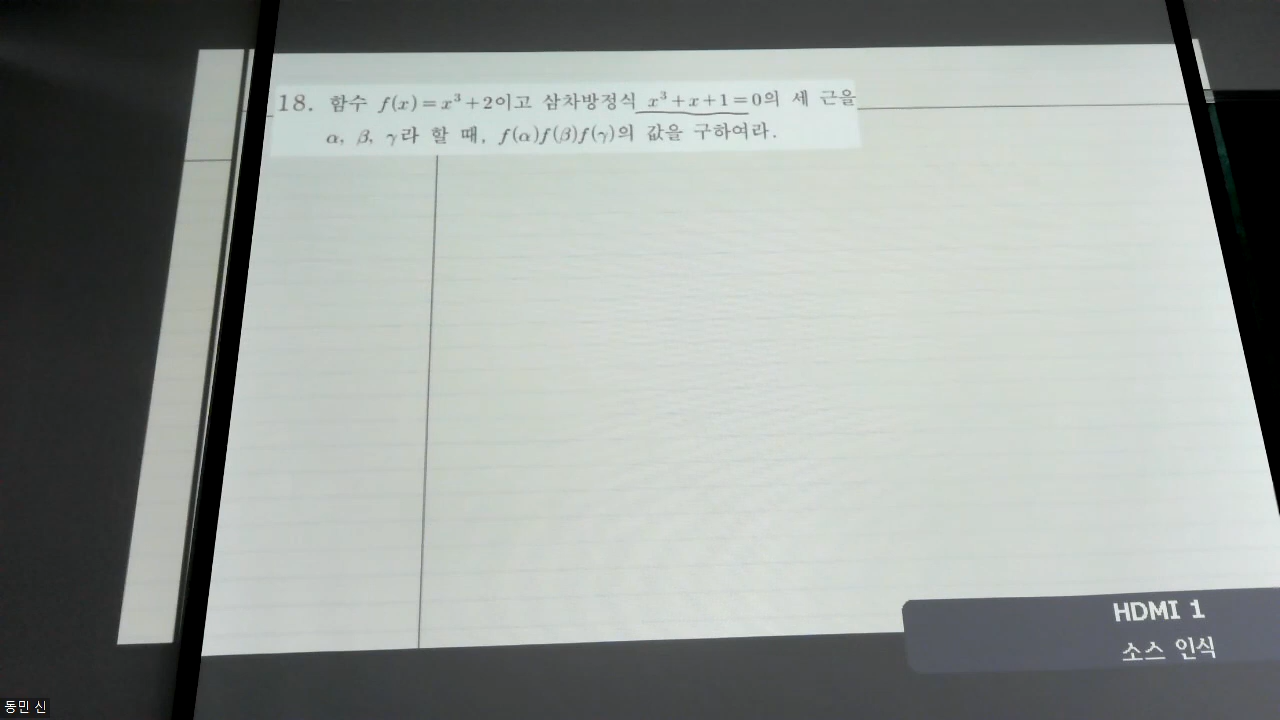 18. 함수 f(x)=x³+2이고 삼차방정식 x³+x+1=0의 세 근을
α, β, γ라 할 때, f(α)f(β)f(γ)의 값을 구하여라.
HDMI 1
소스 인식
동민 신